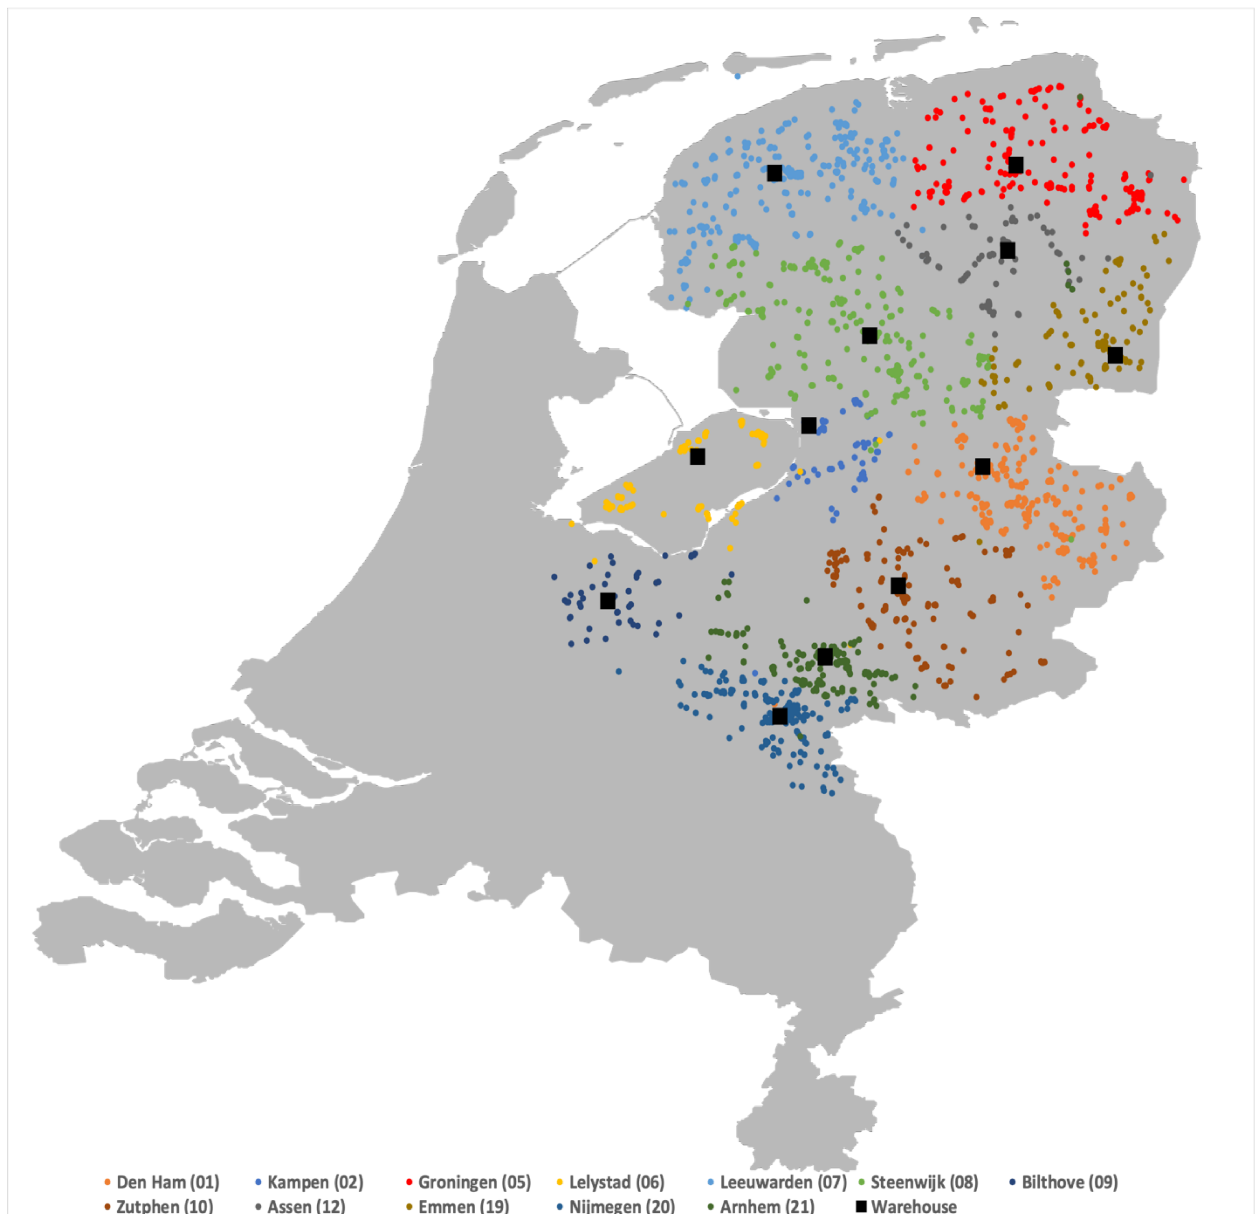 Den Ham (01) Kampen (02) Groningen (05) Lelystad (06) Leeuwarden (07) Steenwijk (08) Bilthove (09)
Zutphen (10) Assen (12) Emmen (19) Nijmegen (20) Arnhem (21) Warehouse